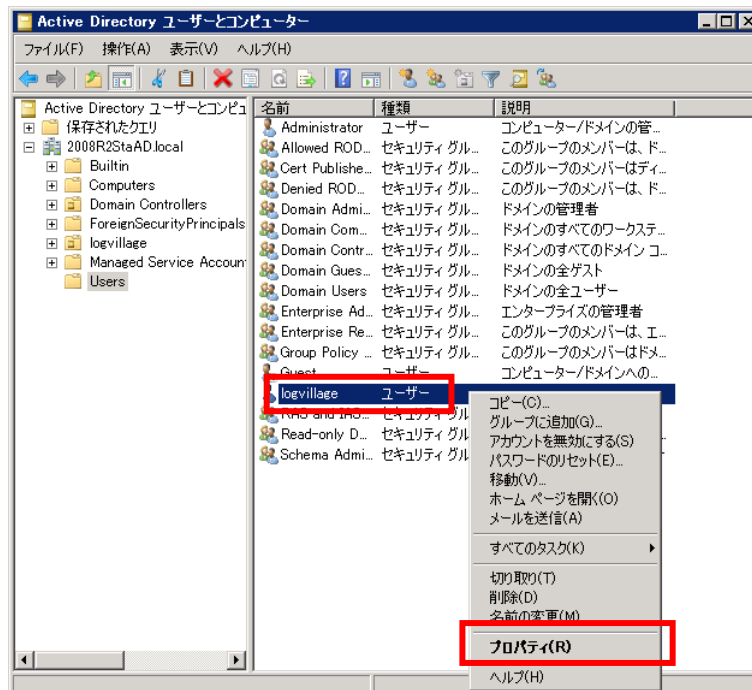 Active Directory ユーザーとコンピューター
ファイル(F) 操作(A) 表示(V) ヘルプ(H)
Active Directory ユーザーとコンピュ
保存されたクエリ
2008R2StaAD.local
Builtin
Computers
Domain Controllers
ForeignSecurityPrincipals
logvillage
Managed Service Accoun
Users
名前 種類 説明
Administrator ユーザー コンピューター/ドメインの管...
Allowed ROD... セキュリティ グル... このグループのメンバーは、ド...
Cert Publishe... セキュリティ グル... このグループのメンバーはディ...
Denied ROD... セキュリティ グル... このグループのメンバーは、ド...
Domain Admi... セキュリティ グル... ドメインの管理者
Domain Com... セキュリティ グル... ドメインのすべてのワークステ...
Domain Contr... セキュリティ グル... ドメインのすべてのドメイン コ...
Domain Gues... セキュリティ グル... ドメインの全ゲスト
Domain Users セキュリティ グル... ドメインの全ユーザー
Enterprise Ad... セキュリティ グル... エンタープライズの管理者
Enterprise Re... セキュリティ グル... このグループのメンバーは、エ...
Group Policy ... セキュリティ グル... このグループのメンバーはドメ...
Guest ユーザー コンピューター/ドメインへの...
logvillage ユーザー
RAS and IAS... セキュリティ グル
Read-only D... セキュリティ グル
Schema Admi... セキュリティ グル
コピー(C)...
グループに追加(G)...
アカウントを無効にする(S)
パスワードのリセット(E)...
移動(V)...
ホーム ページを開く(O)
メールを送信(A)
すべてのタスク(K)
切り取り(T)
削除(D)
名前の変更(M)
プロパティ(R)
ヘルプ(H)